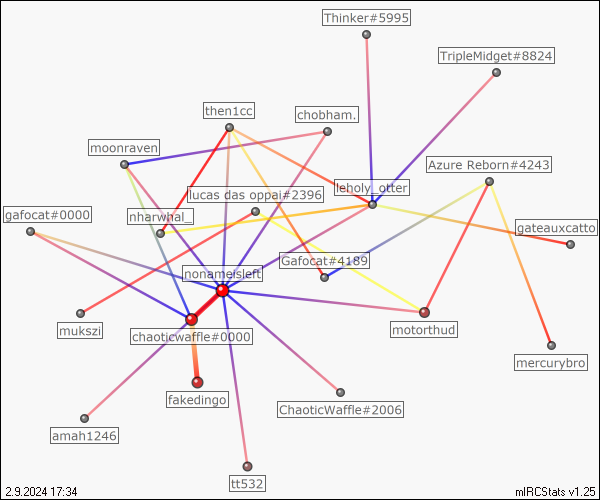 Thinker#5995
TripleMidget#8824
then1cc
chobham.
moonraven
Azure Reborn#4243
leholy_otter
lucas das oppai#2396
gafocat#0000
nharwhal_
gateauxcatto
Gafocat#4189
nonameisleft
mukszi
chaoticwaffle#0000
motorthud
mercurybro
fakedingo
ChaoticWaffle#2006
amah1246
tt532
2.9.2024 17:34
mIRCStats v1.25